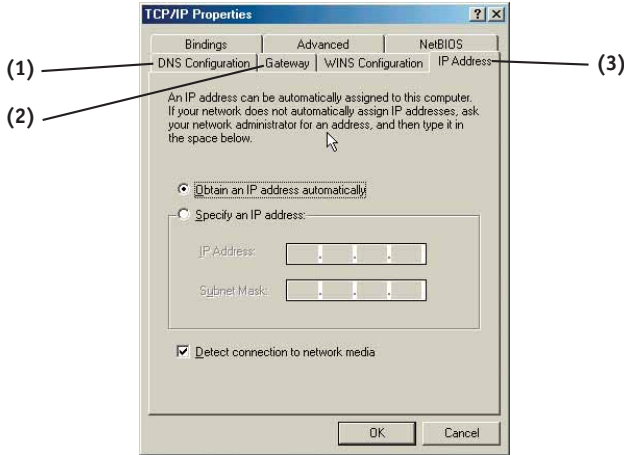 TCP/IP Properties
Bindings Advanced NetBIOS
(1) DNS Configuration Gateway WINS Configuration IP Address (3)
(2)
An IP address can be automatically assigned to this computer.
If your network does not automatically assign IP addresses, ask
your network administrator for an address, and then type it in
the space below.
Obtain an IP address automatically
Specify an IP address:
IP Address:
Subnet Mask:
Detect connection to network media
OK Cancel